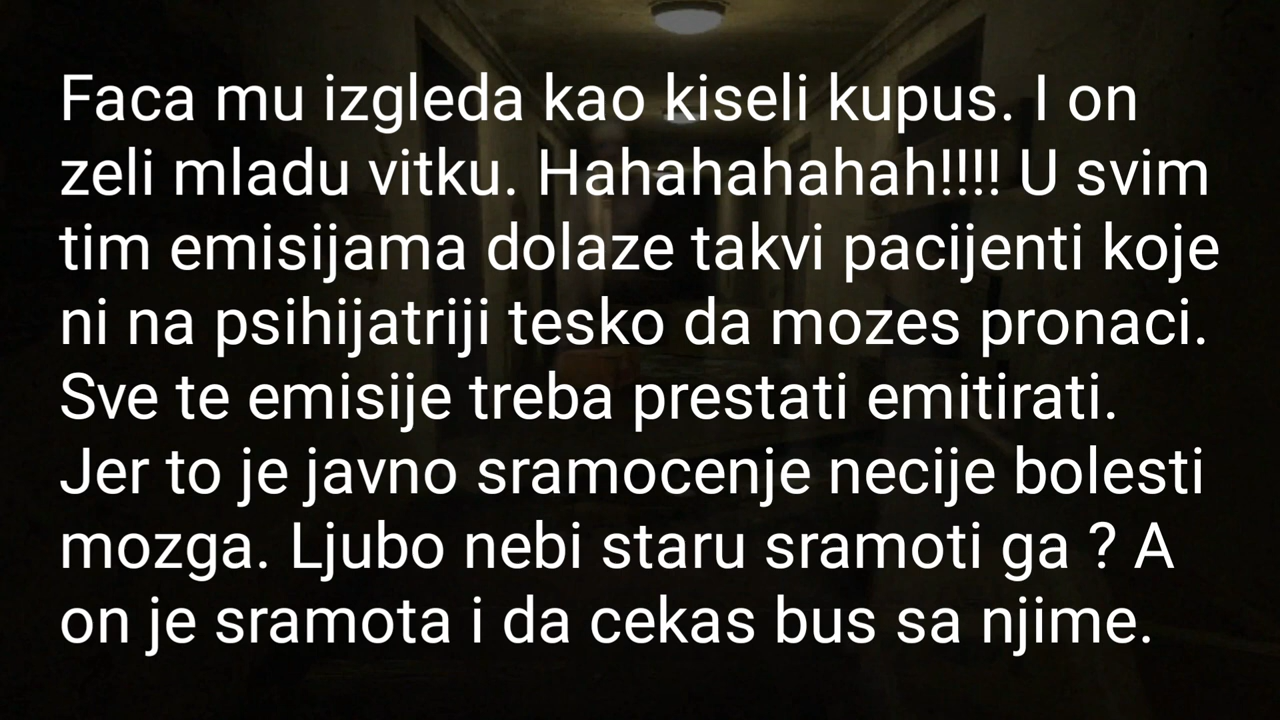 Faca mu izgleda kao kiseli kupus. I on
zeli mladu vitku. Hahahahahah!!!! U svim
tim emisijama dolaze takvi pacijenti koje
ni na psihijatriji tesko da mozes pronaci.
Sve te emisije treba prestati emitirati.
Jer to je javno sramocenje necije bolesti
mozga. Ljubo nebi staru sramoti ga ? A
on je sramota i da cekas bus sa njime.